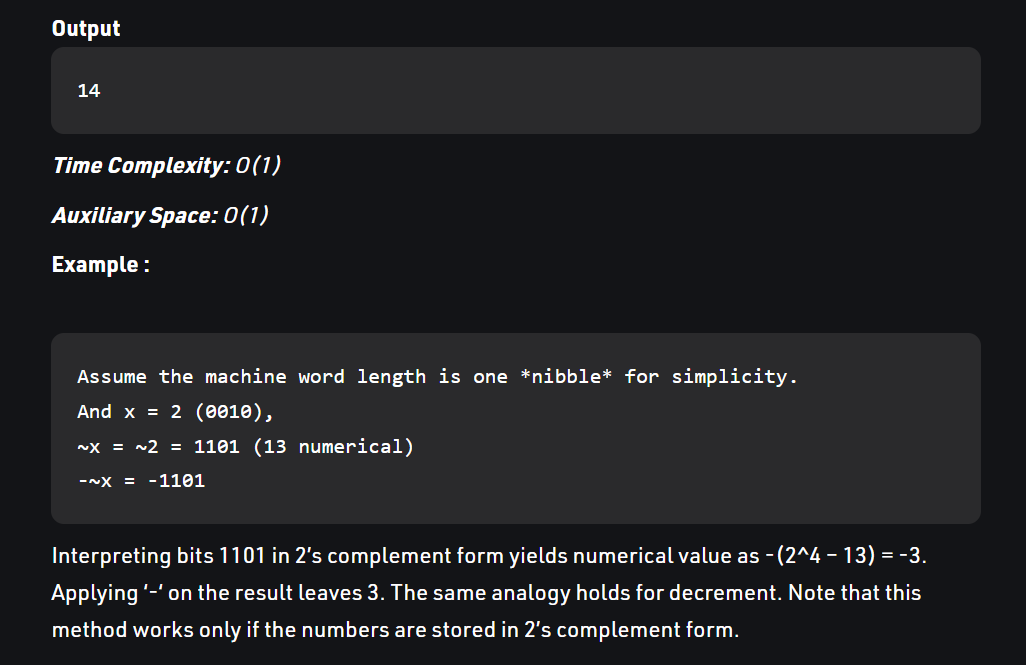 Output
14
Time Complexity: O(1)
Auxiliary Space: O(1)
Example :
Assume the machine word length is one *nibble* for simplicity.
And x = 2 (0010),
~x = ~2 = 1101 (13 numerical)
-~x = -1101
Interpreting bits 1101 in 2’s complement form yields numerical value as -(2^4 – 13) = -3.
Applying ‘-‘ on the result leaves 3. The same analogy holds for decrement. Note that this
method works only if the numbers are stored in 2’s complement form.